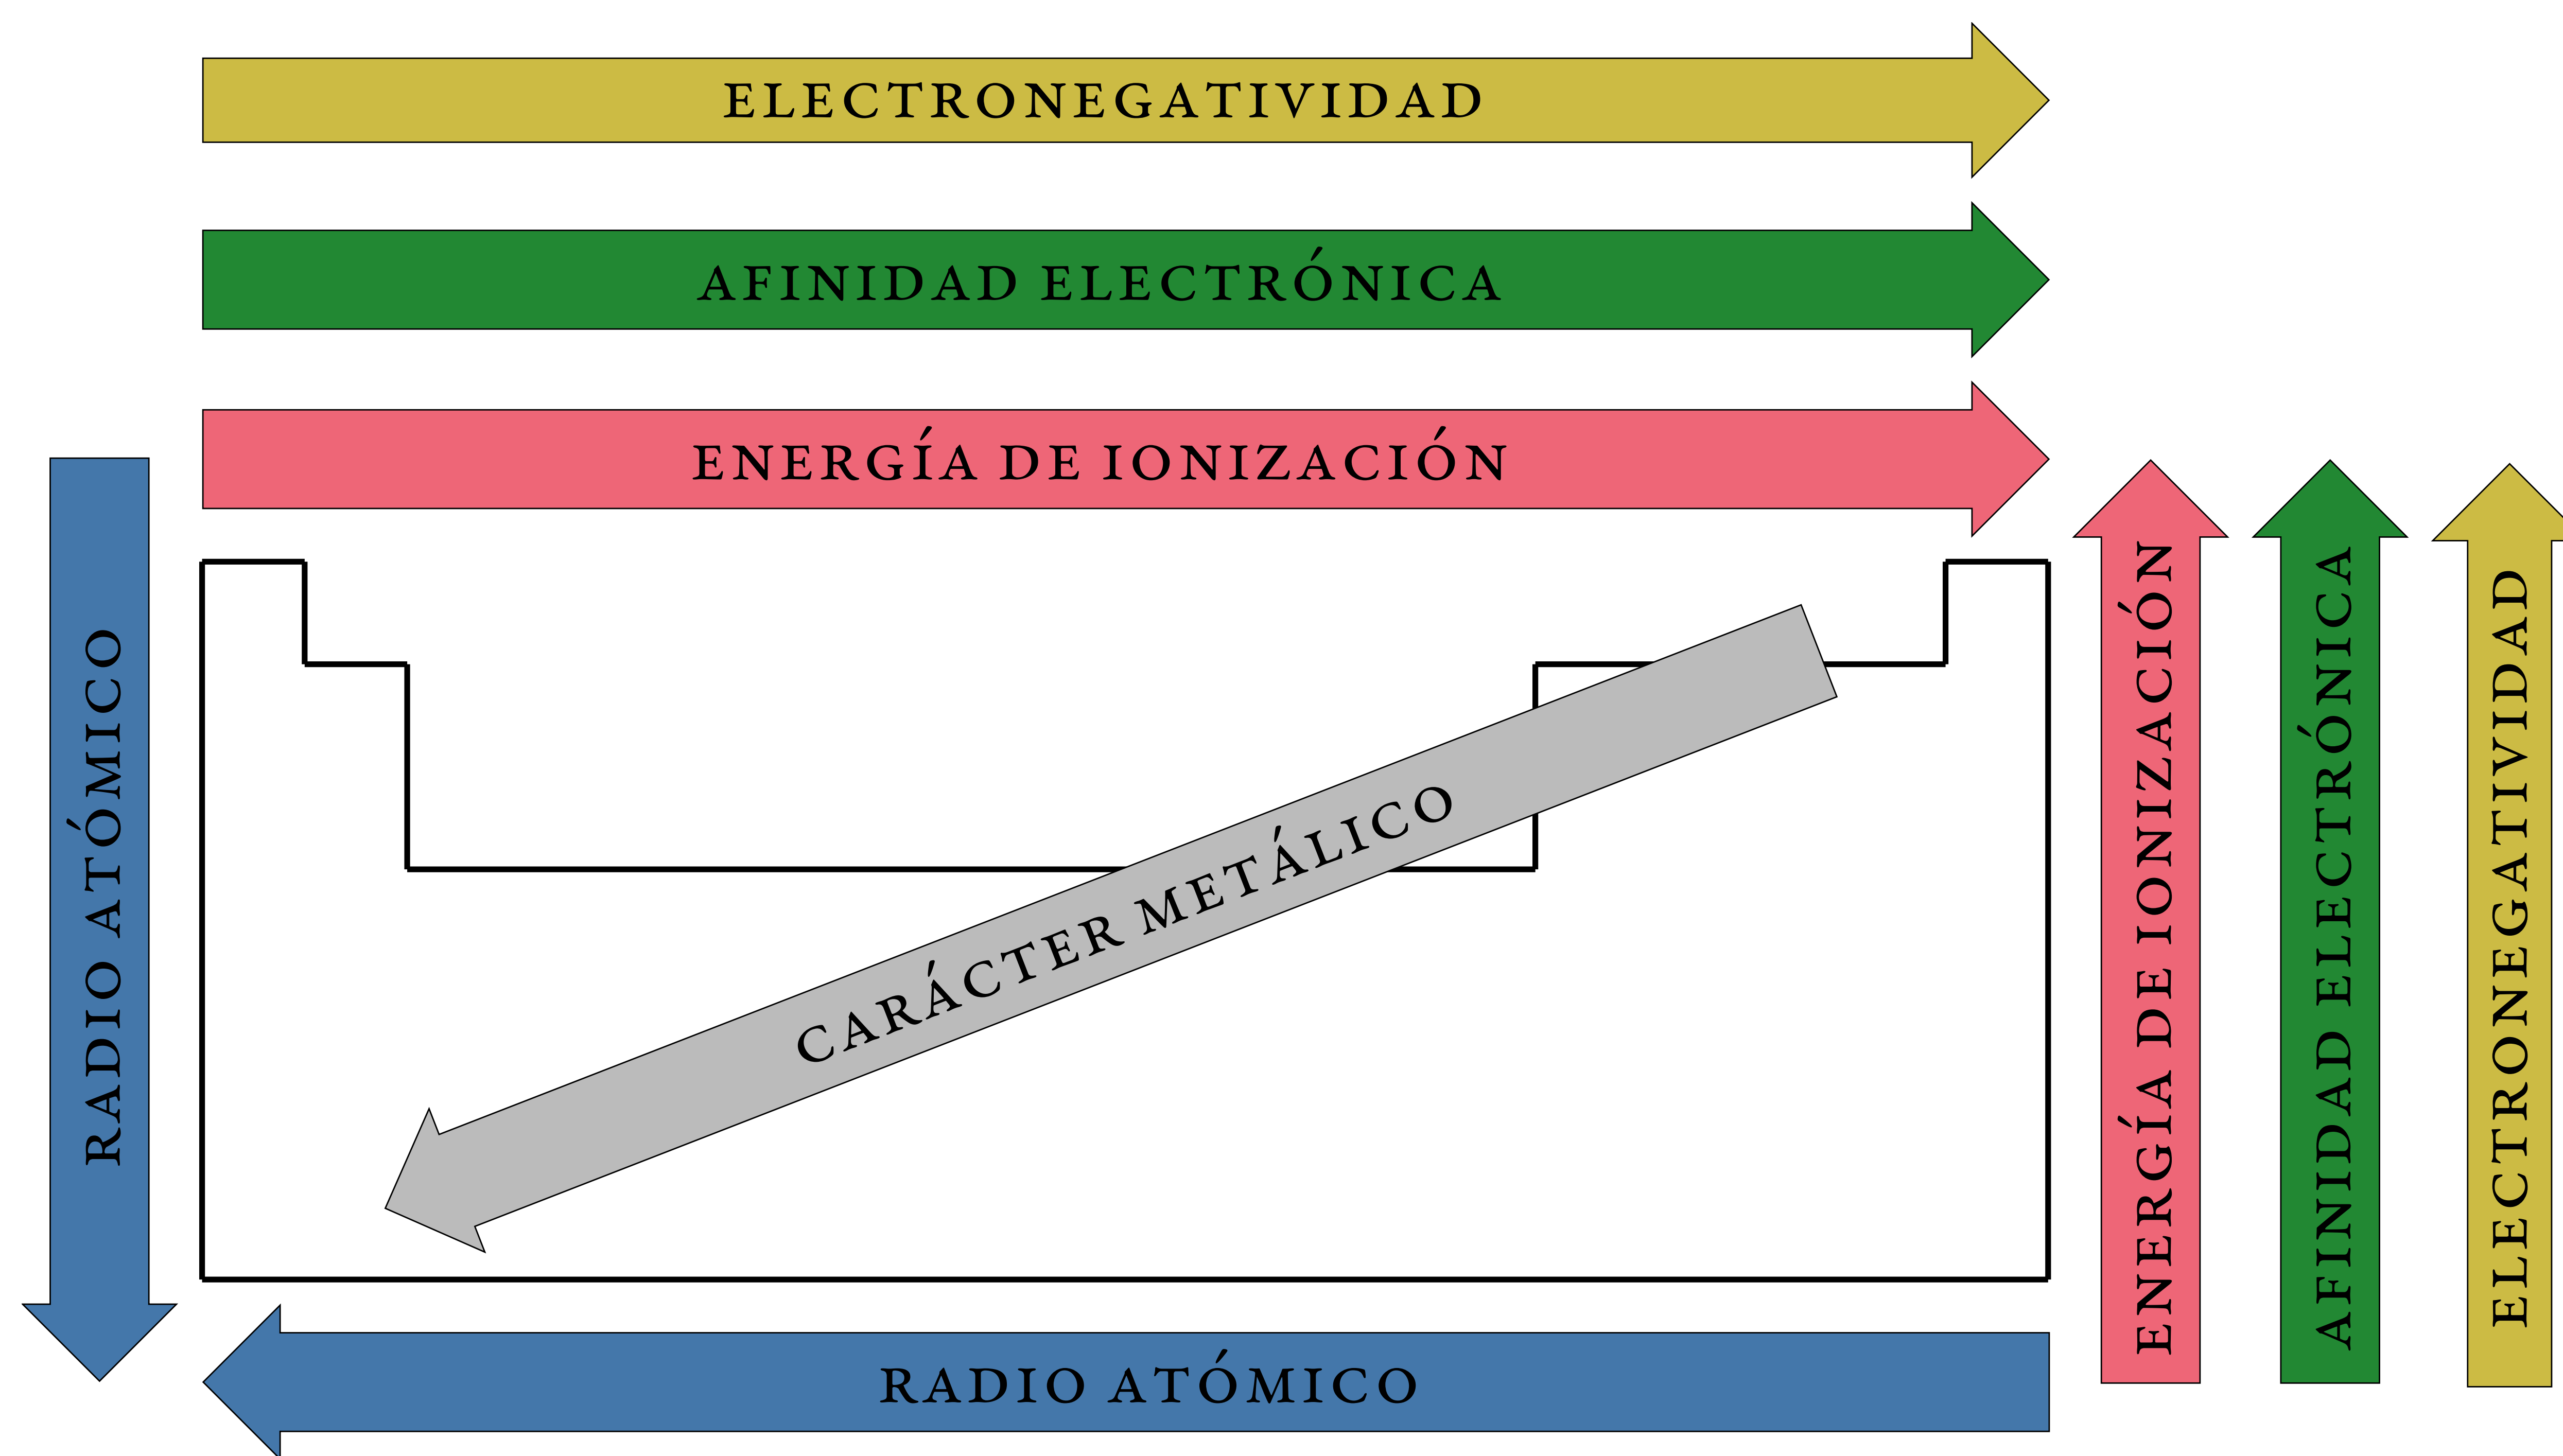 ELECTRONEGATIVIDAD
AFINIDAD ELECTRÓNICA
ENERGÍA DE IONIZACIÓN
RADIO ATÓMICO
CARÁCTER METÁLICO
ENERGÍA DE IONIZACIÓN
AFINIDAD ELECTRÓNICA
ELECTRONEGATIVIDAD
RADIO ATÓMICO